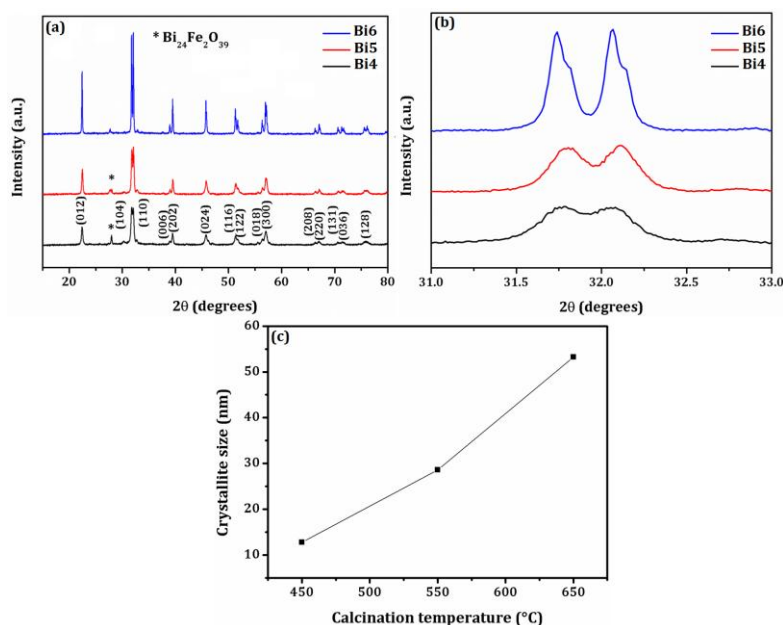 (a)
* Bi24Fe2O39
Bi6
Bi5
Bi4
Intensity (a.u.)
*
*
(012)
(104)
(110)
(006)
(202)
(024)
(116)
(122)
(018)
(300)
(208)
(220)
(131)
(036)
(128)
20 30 40 50 60 70 80
2θ (degrees)
(b)
Bi6
Bi5
Bi4
Intensity (a.u.)
31.0 31.5 32.0 32.5 33.0
2θ (degrees)
(c)
Crystallite size (nm)
60
50
40
30
20
10
450 500 550 600 650
Calcination temperature (°C)